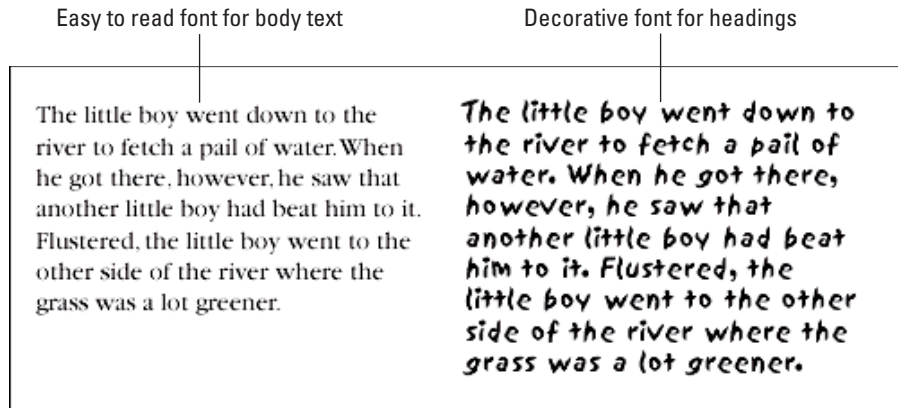 Easy to read font for body text
Decorative font for headings
The little boy went down to the
river to fetch a pail of water. When
he got there, however, he saw that
another little boy had beat him to it.
Flustered, the little boy went to the
other side of the river where the
grass was a lot greener.
The little boy went down to
the river to fetch a pail of
water. When he got there,
however, he saw that
another little boy had beat
him to it. Flustered, the
little boy went to the other
side of the river where the
grass was a lot greener.